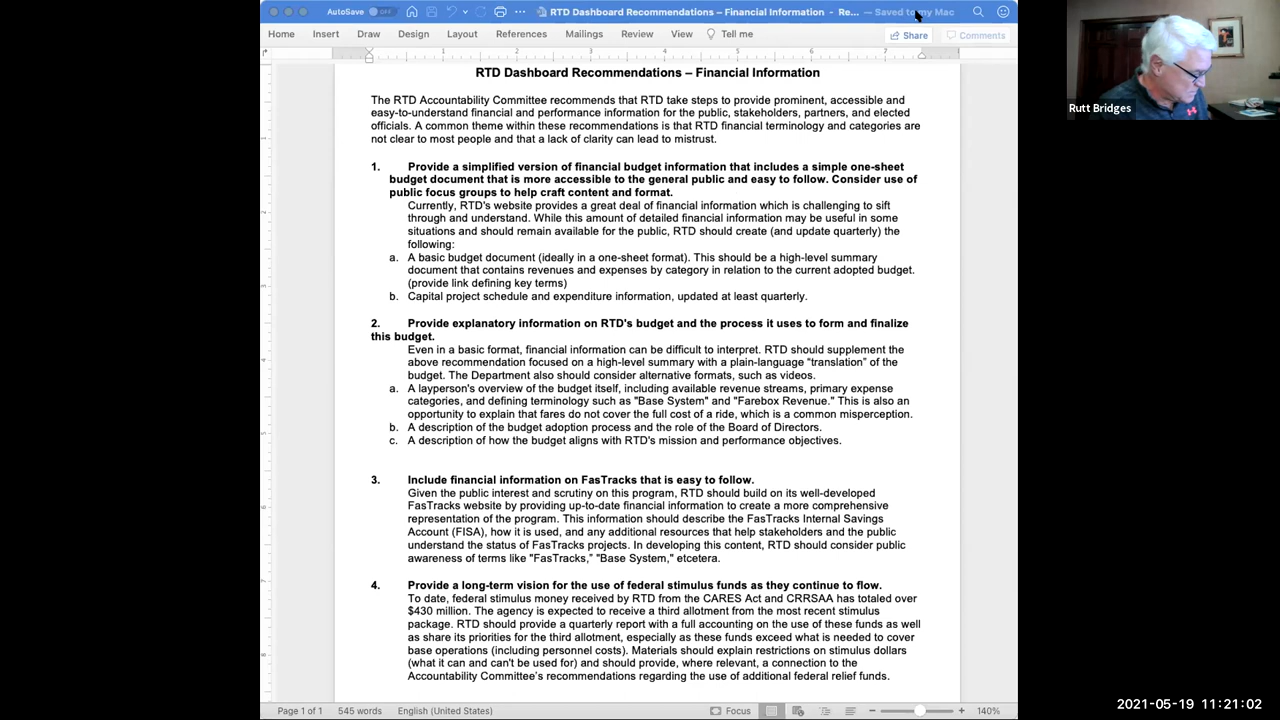 AutoSave OFF RTD Dashboard Recommendations – Financial Information - Re... — Saved to my Mac
Home Insert Draw Design Layout References Mailings Review View Tell me Share Comments
1 2 3 4 5 6 7
RTD Dashboard Recommendations – Financial Information
The RTD Accountability Committee recommends that RTD take steps to provide prominent, accessible and
easy-to-understand financial and performance information for the public, stakeholders, partners, and elected
officials. A common theme within these recommendations is that RTD financial terminology and categories are
not clear to most people and that a lack of clarity can lead to mistrust.
1. Provide a simplified version of financial budget information that includes a simple one-sheet
budget document that is more accessible to the general public and easy to follow. Consider use of
public focus groups to help craft content and format.
Currently, RTD's website provides a great deal of financial information which is challenging to sift
through and understand. While this amount of detailed financial information may be useful in some
situations and should remain available for the public, RTD should create (and update quarterly) the
following:
a. A basic budget document (ideally in a one-sheet format). This should be a high-level summary
document that contains revenues and expenses by category in relation to the current adopted budget.
(provide link defining key terms)
b. Capital project schedule and expenditure information, updated at least quarterly.
2. Provide explanatory information on RTD's budget and the process it uses to form and finalize
this budget.
Even in a basic format, financial information can be difficult to interpret. RTD should supplement the
above recommendation focused on a high-level summary with a plain-language “translation” of the
budget. The Department also should consider alternative formats, such as videos.
a. A layperson's overview of the budget itself, including available revenue streams, primary expense
categories, and defining terminology such as "Base System" and "Farebox Revenue." This is also an
opportunity to explain that fares do not cover the full cost of a ride, which is a common misperception.
b. A description of the budget adoption process and the role of the Board of Directors.
c. A description of how the budget aligns with RTD's mission and performance objectives.
3. Include financial information on FasTracks that is easy to follow.
Given the public interest and scrutiny on this program, RTD should build on its well-developed
FasTracks website by providing up-to-date financial information to create a more comprehensive
representation of the program. This information should describe the FasTracks Internal Savings
Account (FISA), how it is used, and any additional resources that help stakeholders and the public
understand the status of FasTracks projects. In developing this content, RTD should consider public
awareness of terms like "FasTracks," "Base System," etcetera.
4. Provide a long-term vision for the use of federal stimulus funds as they continue to flow.
To date, federal stimulus money received by RTD from the CARES Act and CRRSAA has totaled over
$430 million. The agency is expected to receive a third allotment from the most recent stimulus
package. RTD should provide a quarterly report with a full accounting on the use of these funds as well
as share its priorities for the third allotment, especially as these funds exceed what is needed to cover
base operations (including personnel costs). Materials should explain restrictions on stimulus dollars
(what it can and can't be used for) and should provide, where relevant, a connection to the
Accountability Committee's recommendations regarding the use of additional federal relief funds.
Page 1 of 1 545 words English (United States) Focus 140%
Rutt Bridges
2021-05-19 11:21:02